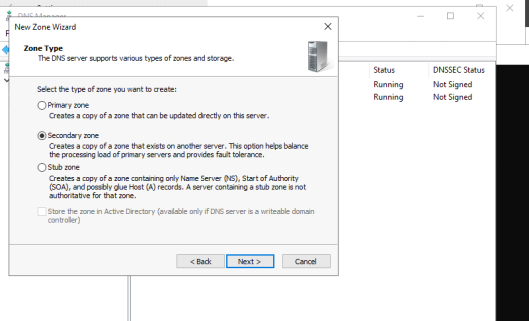 DNS Manager
New Zone Wizard
Zone Type
The DNS server supports various types of zones and storage.
Status DNSSEC Status
Running Not Signed
Running Not Signed
Select the type of zone you want to create:
Primary zone
Creates a copy of a zone that can be updated directly on this server.
Secondary zone
Creates a copy of a zone that exists on another server. This option helps balance
the processing load of primary servers and provides fault tolerance.
Stub zone
Creates a copy of a zone containing only Name Server (NS), Start of Authority
(SOA), and possibly glue Host (A) records. A server containing a stub zone is not
authoritative for that zone.
Store the zone in Active Directory (available only if DNS server is a writeable domain
controller)
< Back Next > Cancel